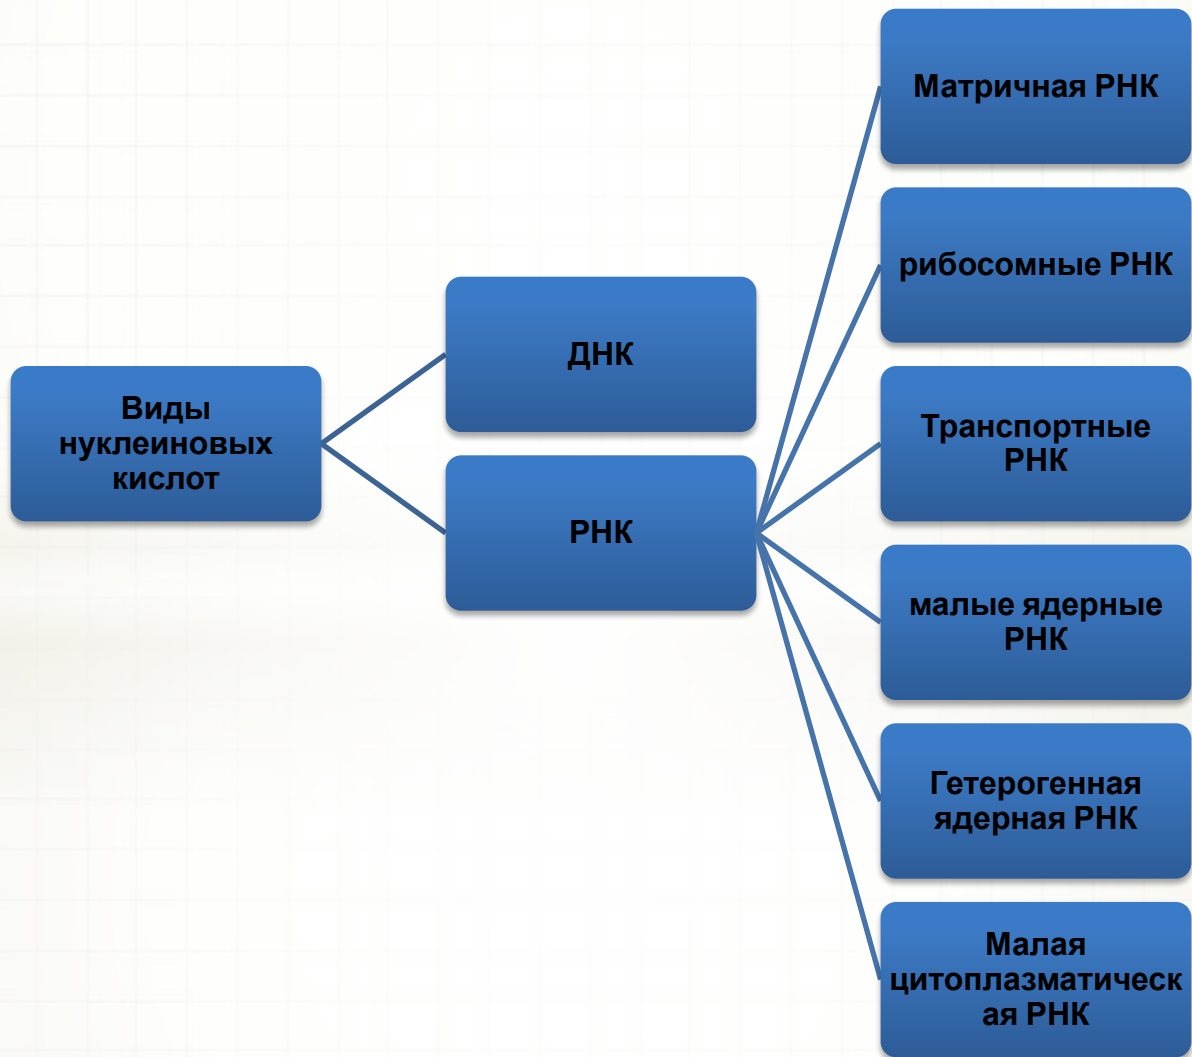 Матричная РНК
рибосомные РНК
ДНК
Виды
нуклеиновых
кислот
Транспортные
РНК
РНК
малые ядерные
РНК
Гетерогенная
ядерная РНК
Малая
цитоплазматическ
ая РНК